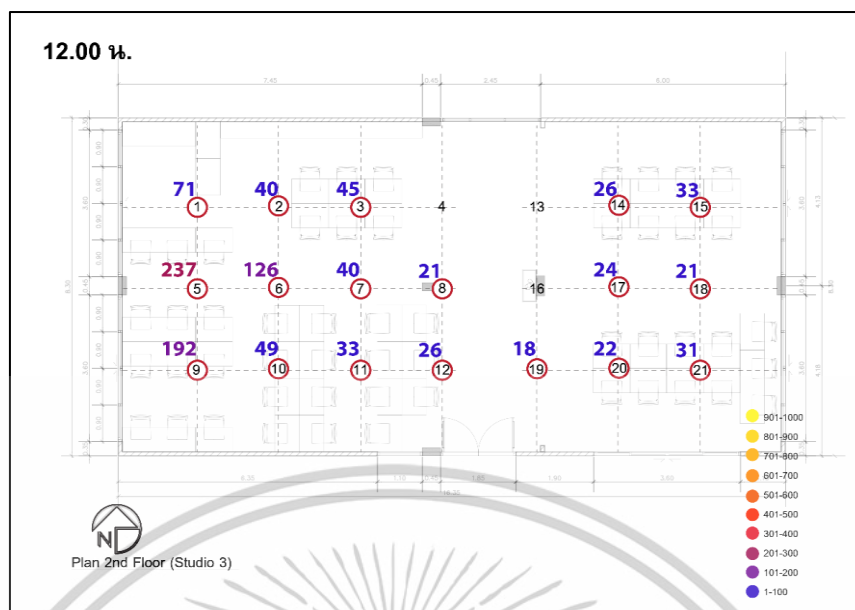 12.00 น.
7.45 0.45 2.45 6.00
71 40 45 26 33
1 2 3 4 13 14 15
237 126 40 21 24 21
5 6 7 8 16 17 18
192 49 33 26 18 22 31
9 10 11 12 19 20 21
901-1000
801-900
701-800
601-700
501-600
401-500
301-400
201-300
101-200
1-100
N
Plan 2nd Floor (Studio 3)